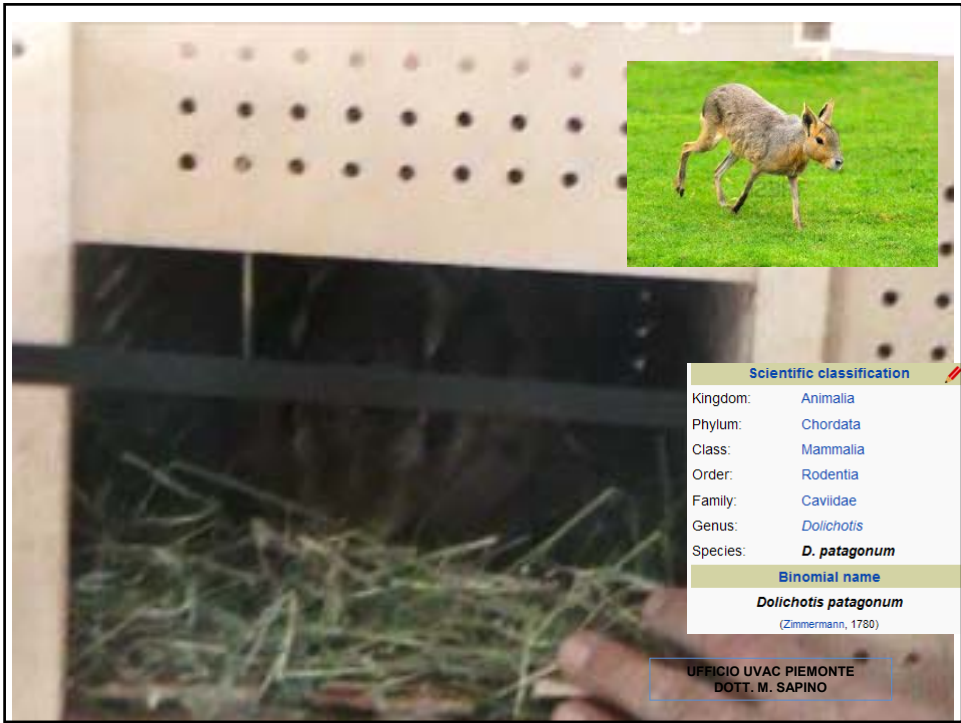 Scientific classification
Kingdom: Animalia
Phylum: Chordata
Class: Mammalia
Order: Rodentia
Family: Caviidae
Genus: Dolichotis
Species: D. patagonum
Binomial name
Dolichotis patagonum
(Zimmermann, 1780)
UFFICIO UVAC PIEMONTE
DOTT. M. SAPINO